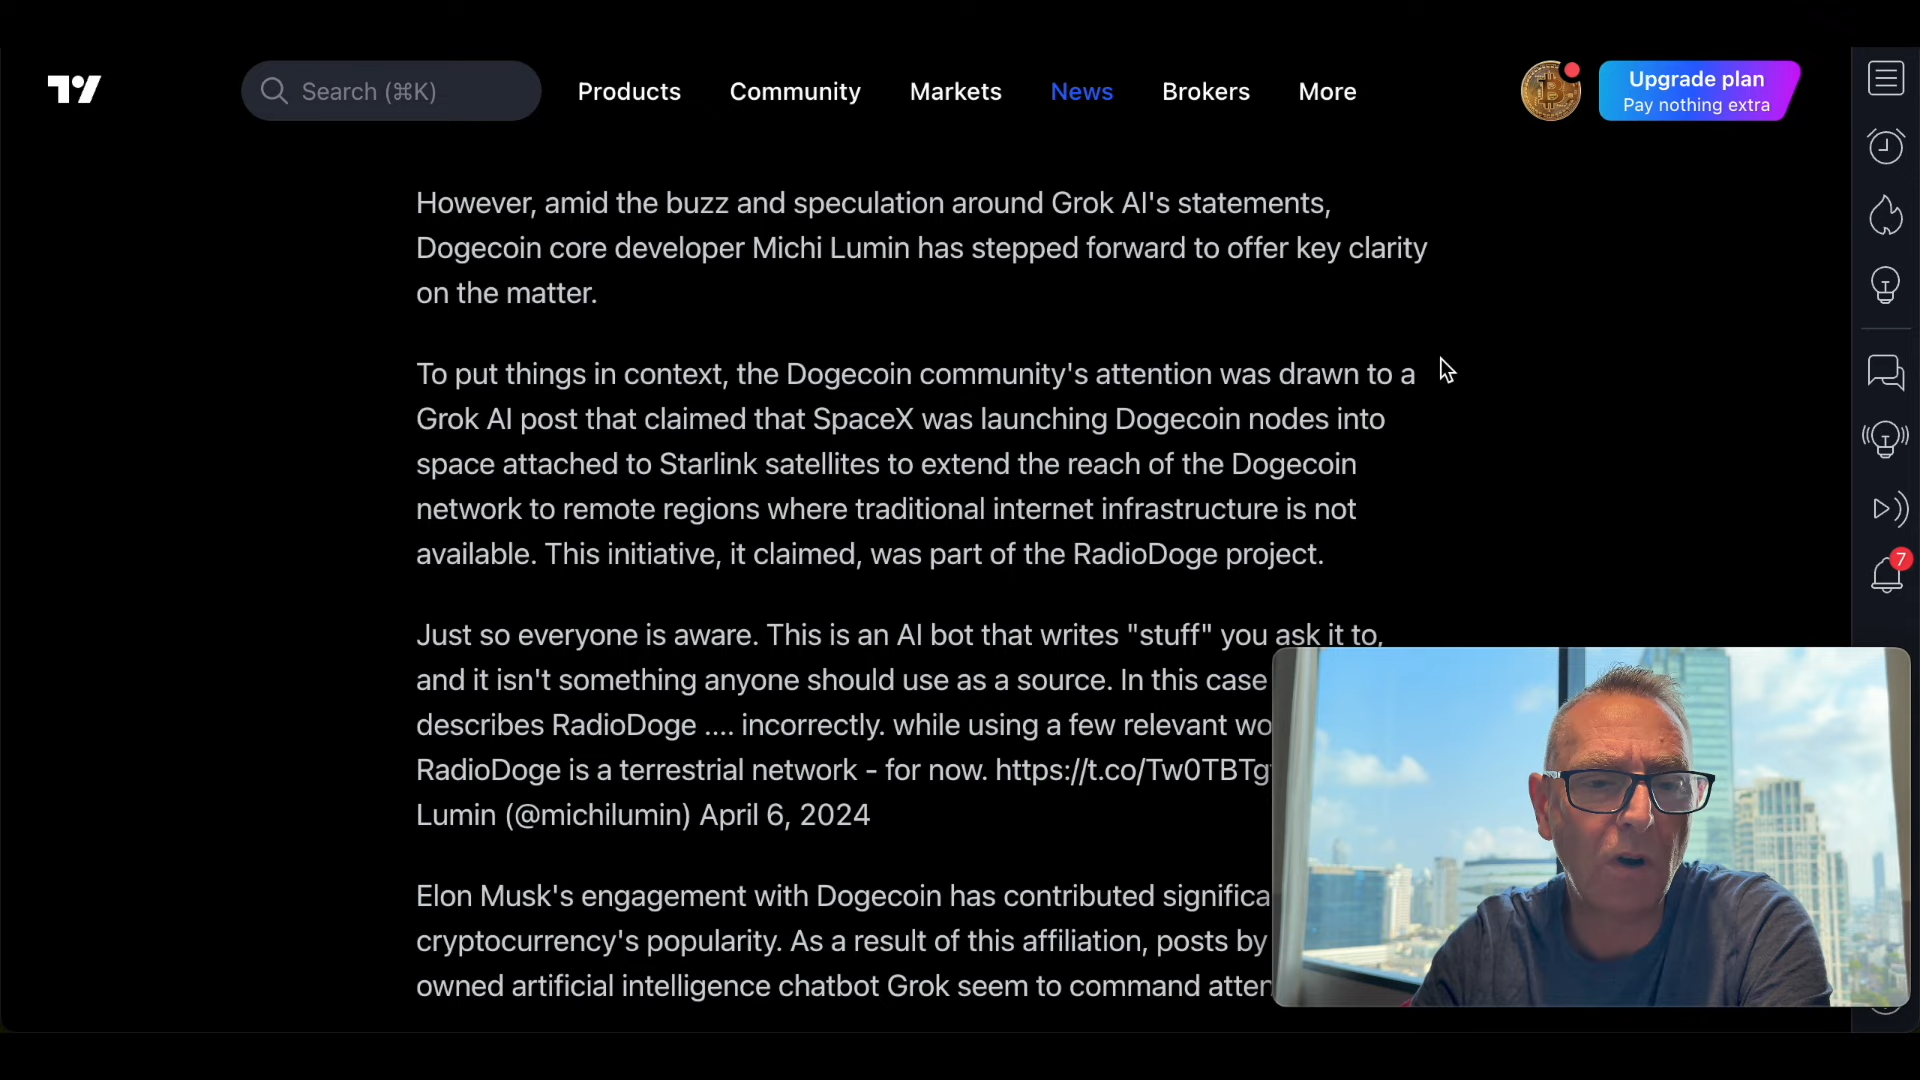 Search (⌘K)
Products
Community
Markets
News
Brokers
More
Upgrade plan
Pay nothing extra
However, amid the buzz and speculation around Grok AI's statements,
Dogecoin core developer Michi Lumin has stepped forward to offer key clarity
on the matter.
To put things in context, the Dogecoin community's attention was drawn to a
Grok AI post that claimed that SpaceX was launching Dogecoin nodes into
space attached to Starlink satellites to extend the reach of the Dogecoin
network to remote regions where traditional internet infrastructure is not
available. This initiative, it claimed, was part of the RadioDoge project.
Just so everyone is aware. This is an AI bot that writes "stuff" you ask it to,
and it isn't something anyone should use as a source. In this case
describes RadioDoge .... incorrectly. while using a few relevant
RadioDoge is a terrestrial network - for now. https://t.co/Tw0TBTg
Lumin (@michilumin) April 6, 2024
Elon Musk's engagement with Dogecoin has contributed
cryptocurrency's popularity. As a result of this affiliation, posts by
owned artificial intelligence chatbot Grok seem to command
7